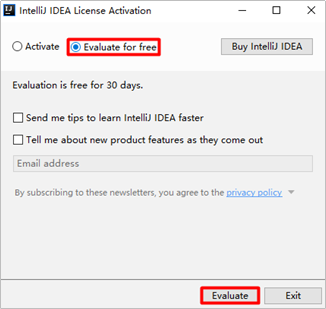 IJ IntelliJ IDEA License Activation
Activate Evaluate for free Buy IntelliJ IDEA
Evaluation is free for 30 days.
Send me tips to learn IntelliJ IDEA faster
Tell me about new product features as they come out
Email address
By subscribing to these newsletters, you agree to the privacy policy
Evaluate Exit